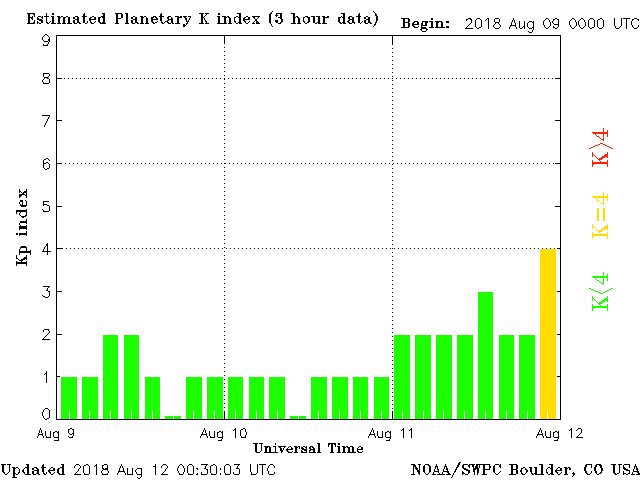 Estimated Planetary K index (3 hour data) Begin: 2018 Aug 09 0000 UTC
9
8
7
6
5
4
3
2
1
0
Kp index
K>4
K=4
K<4
Aug 9 Aug 10 Aug 11 Aug 12
Universal Time
Updated 2018 Aug 12 00:30:03 UTC NOAA/SWPC Boulder, CO USA